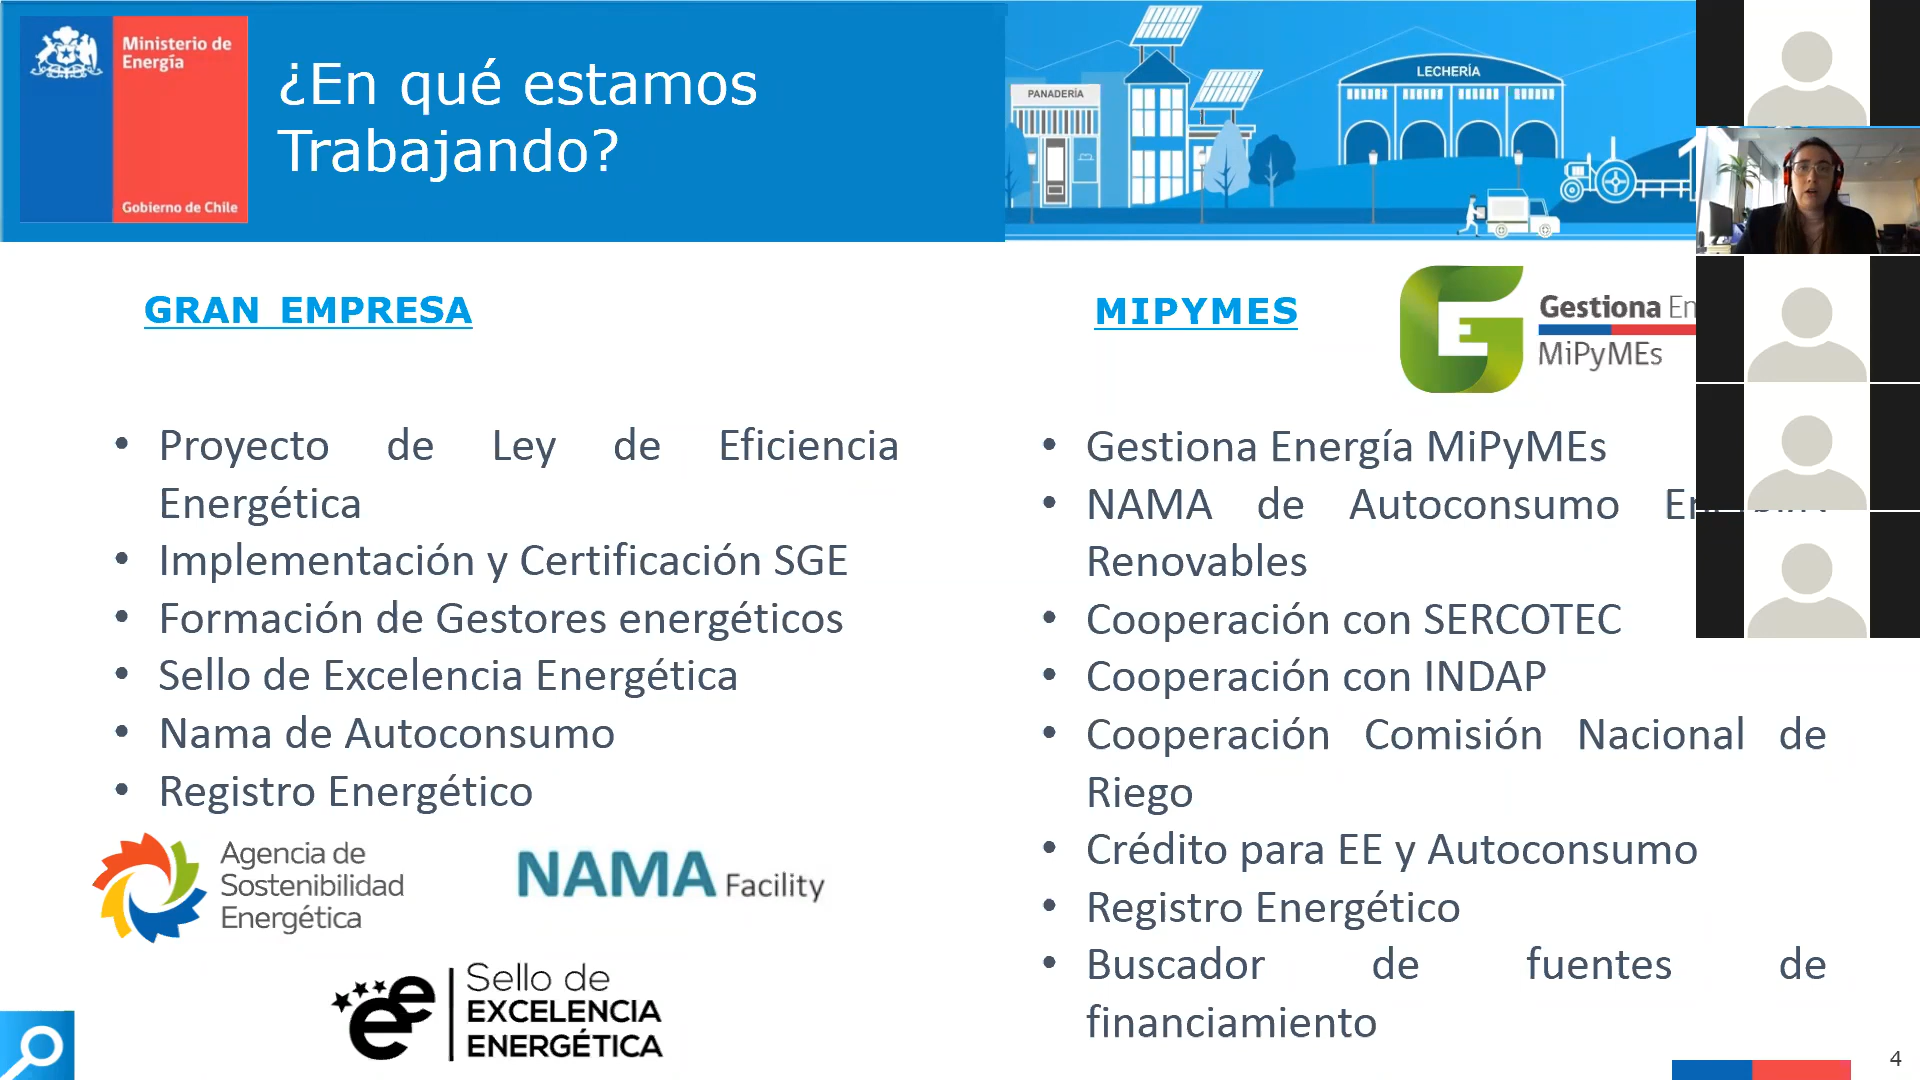 Ministerio de
Energía
Gobierno de Chile
¿En qué estamos
Trabajando?
PANADERÍA
LECHERÍA
GRAN EMPRESA
• Proyecto de Ley de Eficiencia
Energética
• Implementación y Certificación SGE
• Formación de Gestores energéticos
• Sello de Excelencia Energética
• Nama de Autoconsumo
• Registro Energético
Agencia de
Sostenibilidad
Energética
NAMA Facility
ee
Sello de
EXCELENCIA
ENERGÉTICA
MIPYMES
GE
Gestiona En
MiPyMEs
• Gestiona Energía MiPyMEs
• NAMA de Autoconsumo
Renovables
• Cooperación con SERCOTEC
• Cooperación con INDAP
• Cooperación Comisión Nacional de
Riego
• Crédito para EE y Autoconsumo
• Registro Energético
• Buscador de fuentes de
financiamiento
4